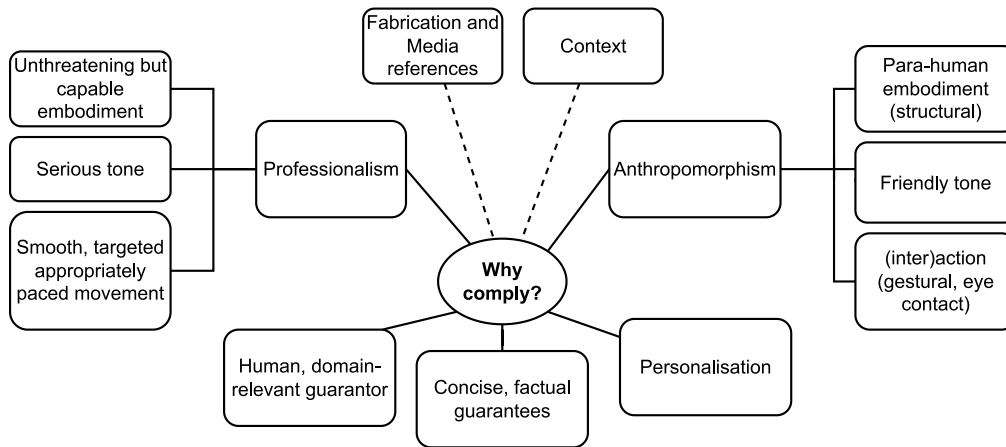 Fabrication and
Media
references
Context
Unthreatening but
capable
embodiment
Serious tone
Smooth, targeted
appropriately
paced movement
Professionalism
Anthropomorphism
Para-human
embodiment
(structural)
Friendly tone
(inter)action
(gestural, eye
contact)
Why
comply?
Human, domain-
relevant guarantor
Concise, factual
guarantees
Personalisation